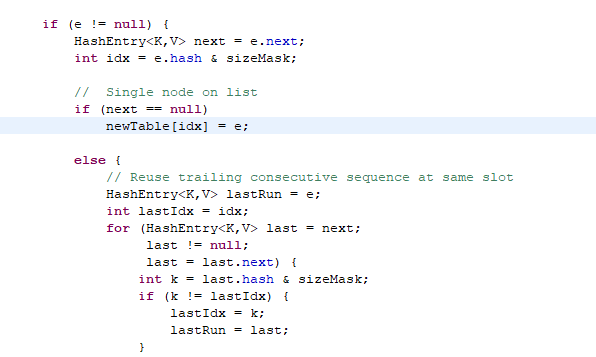 if (e != null) {
HashEntry<K,V> next = e.next;
int idx = e.hash & sizeMask;
//  Single node on list
if (next == null)
newTable[idx] = e;
else {
// Reuse trailing consecutive sequence at same slot
HashEntry<K,V> lastRun = e;
int lastIdx = idx;
for (HashEntry<K,V> last = next;
last != null;
last = last.next) {
int k = last.hash & sizeMask;
if (k != lastIdx) {
lastIdx = k;
lastRun = last;
}